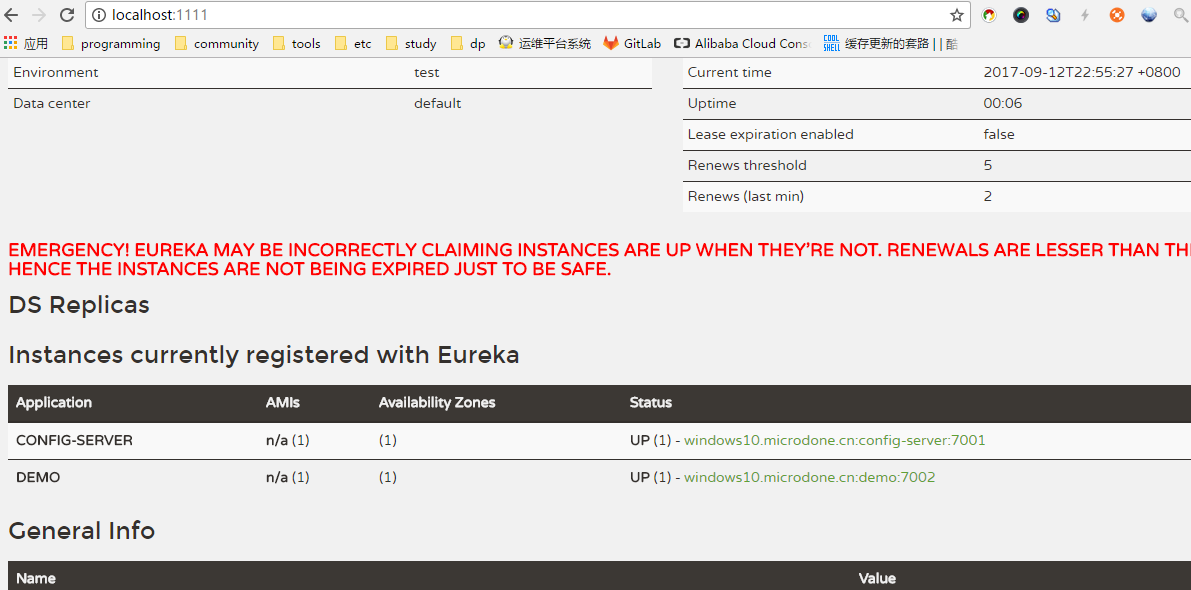 localhost:1111
应用 programming community tools etc study dp 运维平台系统 GitLab Alibaba Cloud Cons COOL SHELL 缓存更新的套路 | | 酷
Environment test
Data center default
Current time 2017-09-12T22:55:27 +0800
Uptime 00:06
Lease expiration enabled false
Renews threshold 5
Renews (last min) 2
EMERGENCY! EUREKA MAY BE INCORRECTLY CLAIMING INSTANCES ARE UP WHEN THEY'RE NOT. RENEWALS ARE LESSER THAN TH
HENCE THE INSTANCES ARE NOT BEING EXPIRED JUST TO BE SAFE.
DS Replicas
Instances currently registered with Eureka
Application AMIs Availability Zones Status
CONFIG-SERVER n/a (1) (1) UP (1) - windows10.microdone.cn:config-server:7001
DEMO n/a (1) (1) UP (1) - windows10.microdone.cn:demo:7002
General Info
Name Value